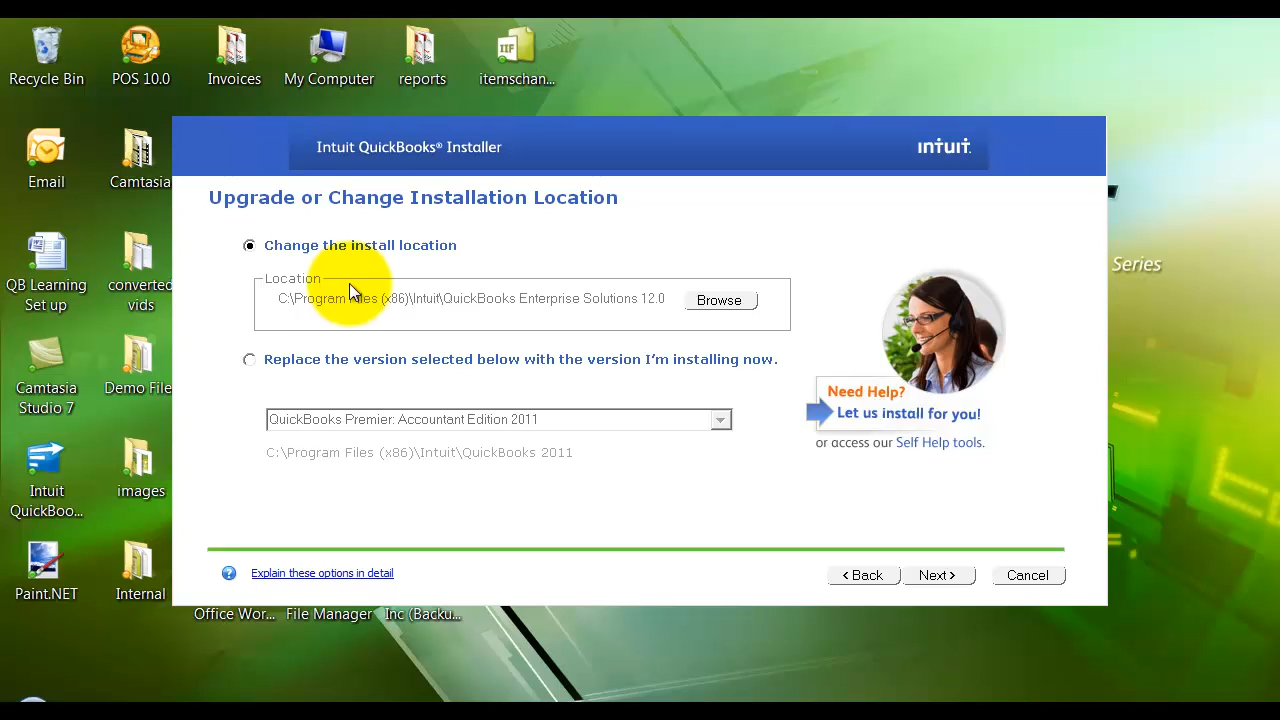 Recycle Bin
POS 10.0
Invoices
My Computer
reports
IIF
itemschan...
Email
Camtasia
Intuit QuickBooks® Installer
intuit.
Upgrade or Change Installation Location
Change the install location
Location
C:\Program Files (x86)\Intuit\QuickBooks Enterprise Solutions 12.0
Browse
Replace the version selected below with the version I'm installing now.
QuickBooks Premier: Accountant Edition 2011
C:\Program Files (x86)\Intuit\QuickBooks 2011
Need Help?
Let us install for you!
or access our Self Help tools.
Explain these options in detail
< Back
Next >
Cancel
Series
QB Learning
Set up
converted
vids
Camtasia
Studio 7
Demo File
Intuit
QuickBoo...
images
Paint.NET
Internal
Office Wor...
File Manager
Inc (Backu...